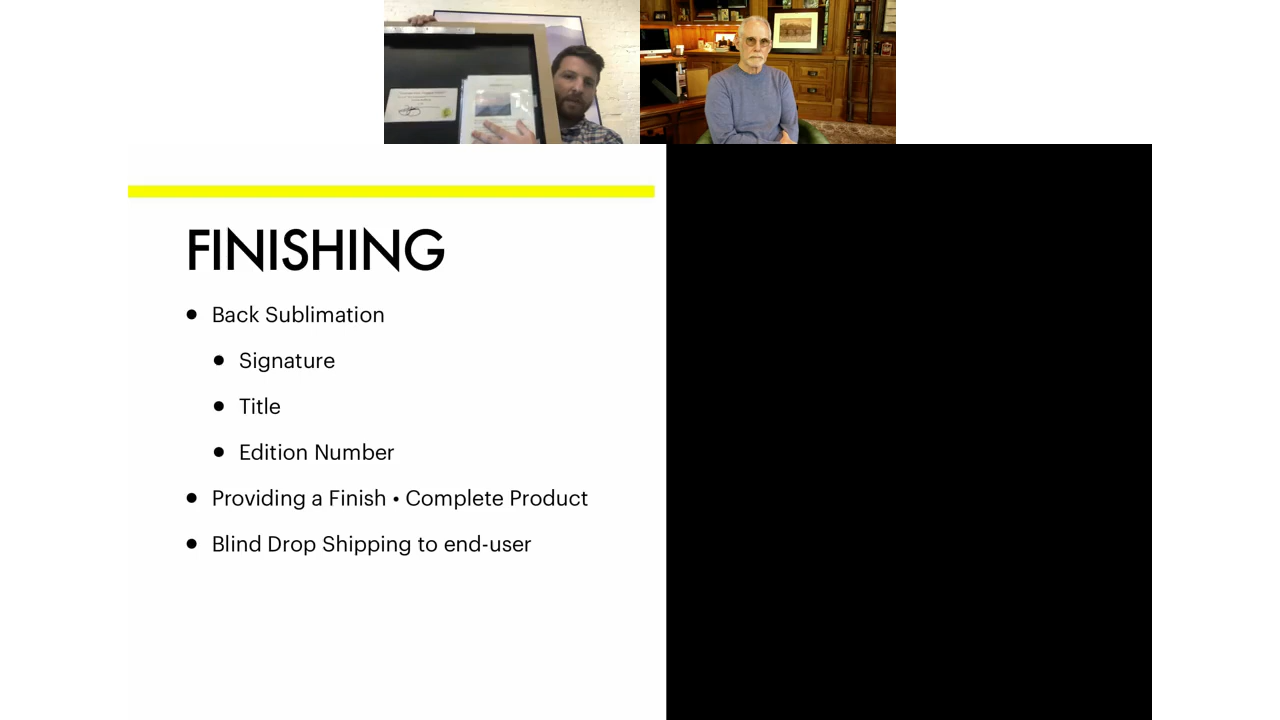 FINISHING
Back Sublimation
Signature
Title
Edition Number
Providing a Finish • Complete Product
Blind Drop Shipping to end-user